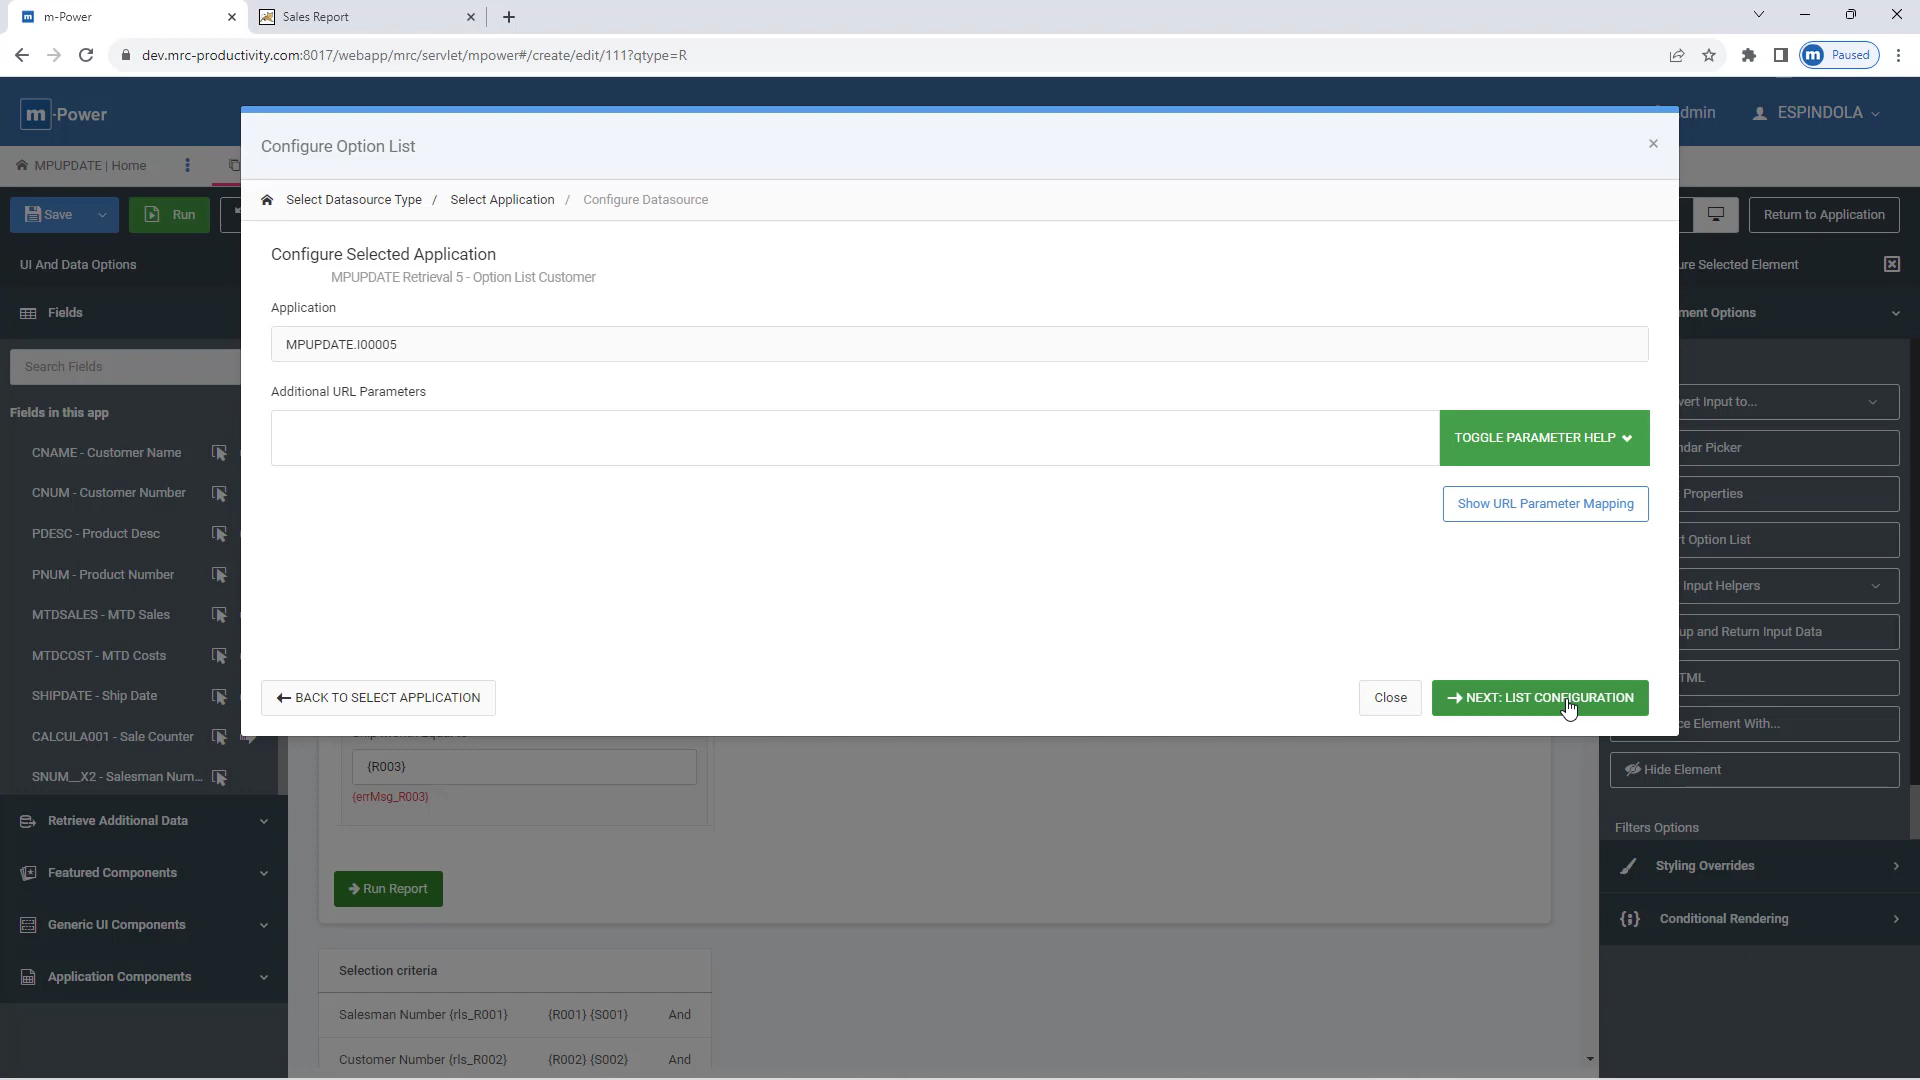 m-Power
Sales Report
dev.mrc-productivity.com:8017/webapp/mrc/servlet/mpower#/create/edit/111?qtype=R
m Paused
m -Power
dmin
ESPINDOLA
Configure Option List
MPUPDATE | Home
Select Datasource Type / Select Application / Configure Datasource
Save
Run
Return to Application
Configure Selected Application
MPUPDATE Retrieval 5 - Option List Customer
UI And Data Options
ure Selected Element
Application
Fields
ment Options
MPUPDATE.I00005
Search Fields
Additional URL Parameters
vert Input to...
Fields in this app
TOGGLE PARAMETER HELP
ndar Picker
CNAME - Customer Name
CNUM - Customer Number
Properties
Show URL Parameter Mapping
PDESC - Product Desc
t Option List
PNUM - Product Number
Input Helpers
MTDSALES - MTD Sales
up and Return Input Data
MTDCOST - MTD Costs
TML
SHIPDATE - Ship Date
BACK TO SELECT APPLICATION
Close
NEXT: LIST CONFIGURATION
ce Element With...
CALCULA001 - Sale Counter
{R003}
Hide Element
SNUM__X2 - Salesman Num...
{errMsg_R003}
Retrieve Additional Data
Filters Options
Styling Overrides
Featured Components
Run Report
Generic UI Components
Conditional Rendering
Application Components
Selection criteria
Salesman Number {rls_R001} {R001} {S001} And
Customer Number {rls_R002} {R002} {S002} And